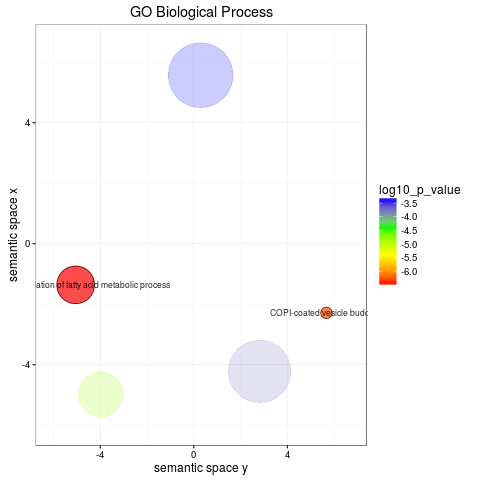 GO Biological Process
semantic space x
4
0
-4
ation of fatty acid metabolic process
COPI-coated vesicle budd
-4
0
4
semantic space y
log10_p_value
-3.5
-4.0
-4.5
-5.0
-5.5
-6.0